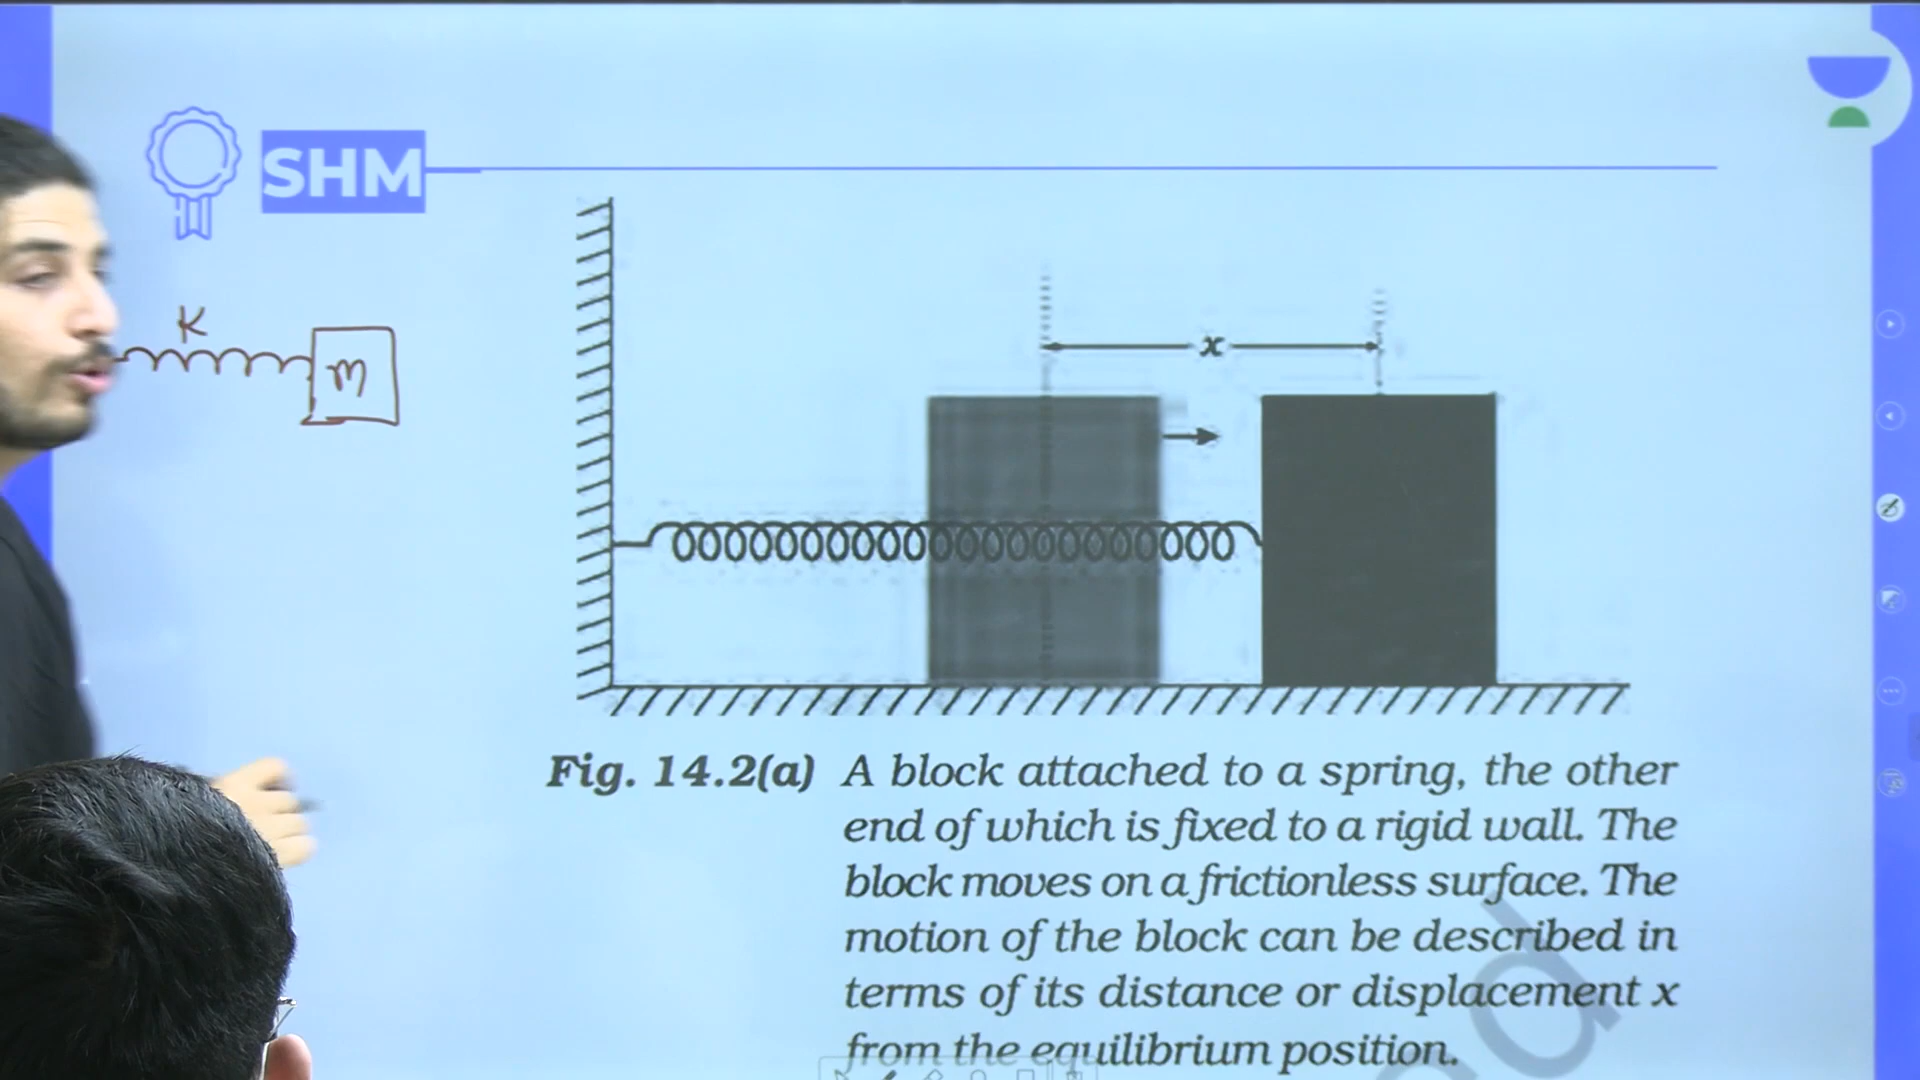 SHM
K
m
x
Fig. 14.2(a) A block attached to a spring, the other
end of which is fixed to a rigid wall. The
block moves on a frictionless surface. The
motion of the block can be described in
terms of its distance or displacement x
from the equilibrium position.